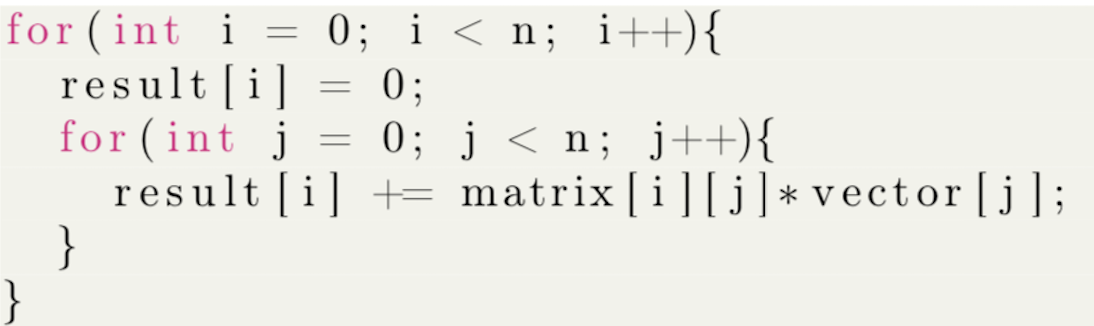 for(int i = 0; i < n; i++){
result[i] = 0;
for(int j = 0; j < n; j++){
result[i] += matrix[i][j]*vector[j];
}
}